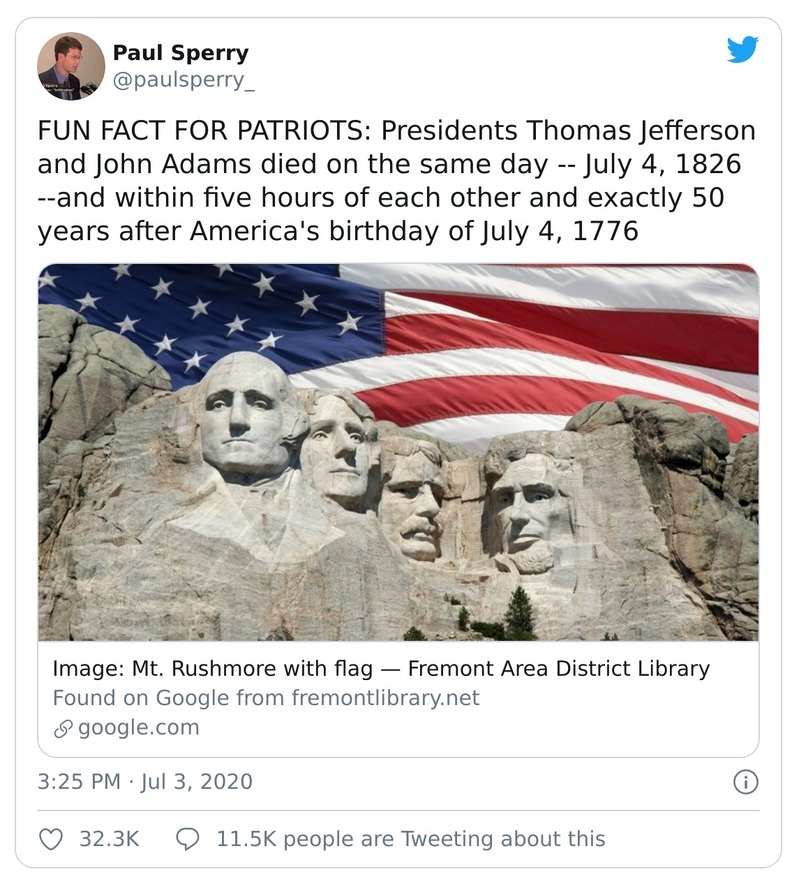 Paul Sperry
@paulsperry_
FUN FACT FOR PATRIOTS: Presidents Thomas Jefferson
and John Adams died on the same day -- July 4, 1826
--and within five hours of each other and exactly 50
years after America's birthday of July 4, 1776
Image: Mt. Rushmore with flag — Fremont Area District Library
Found on Google from fremontlibrary.net
google.com
3:25 PM · Jul 3, 2020
32.3K 11.5K people are Tweeting about this